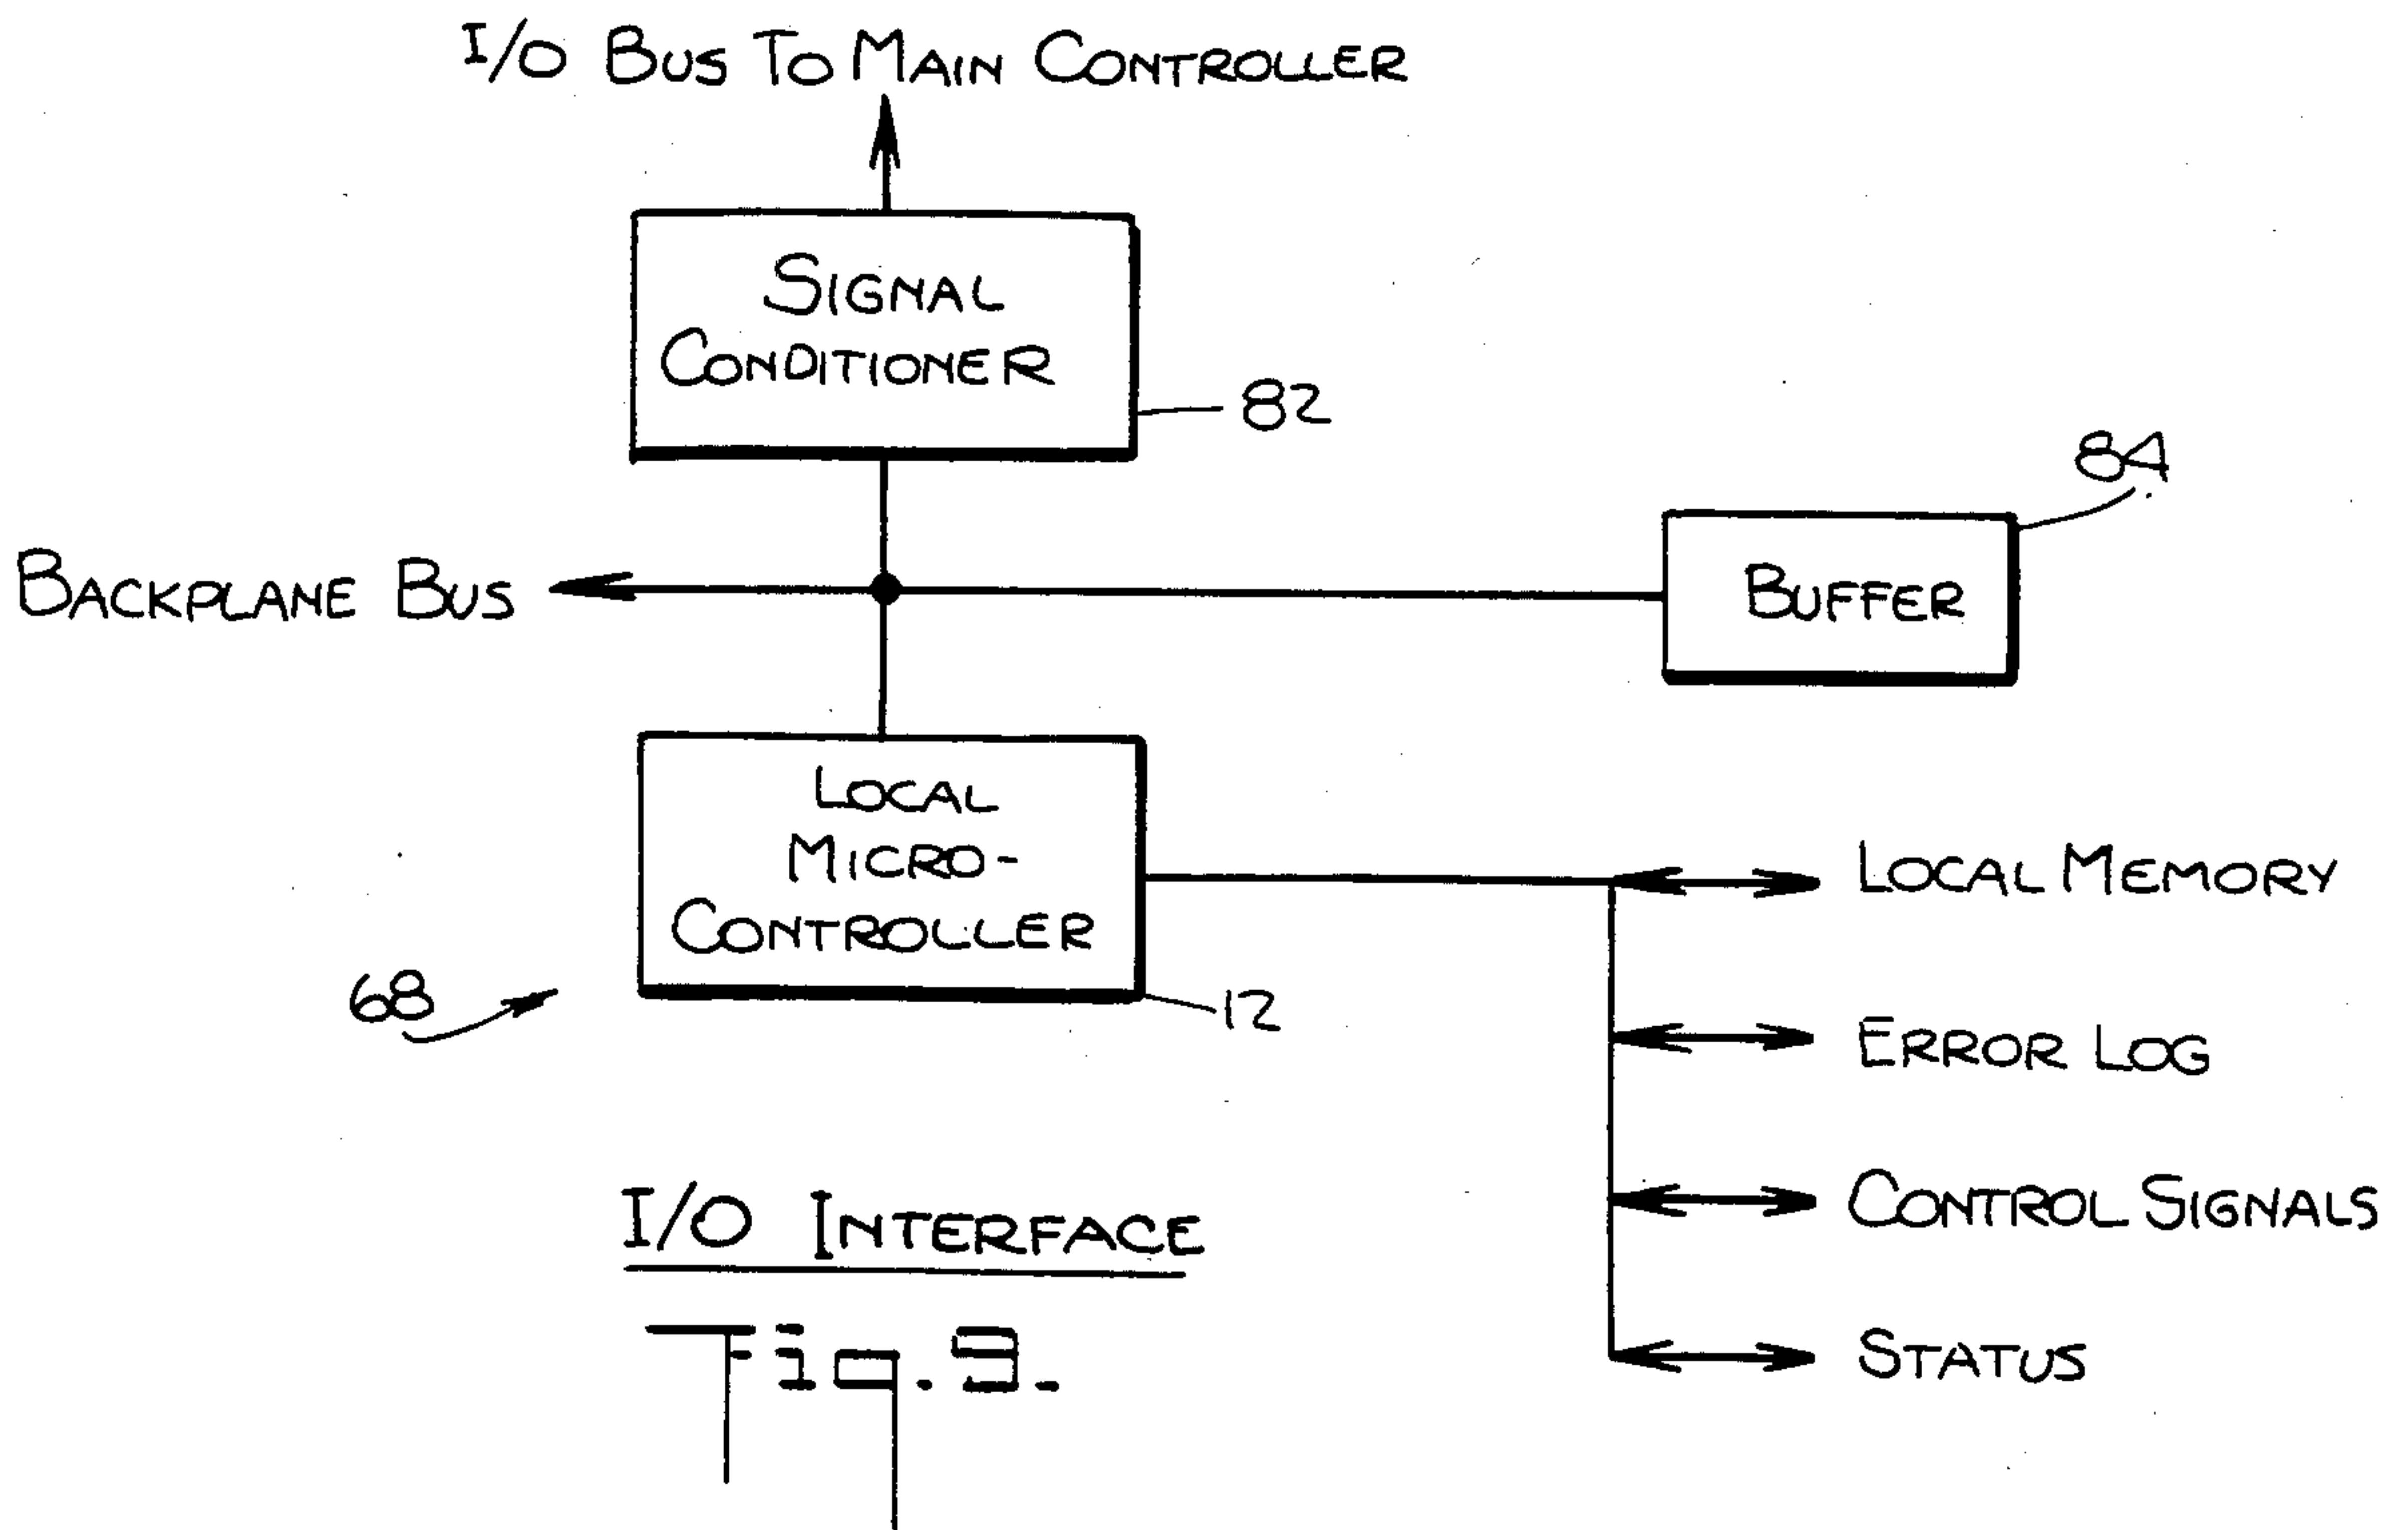 I/O BUS TO MAIN CONTROLLER
SIGNAL
CONDITIONER
82
84
BACKPLANE BUS
BUFFER
LOCAL
MICRO-
CONTROLLER
LOCAL MEMORY
68
12
ERROR LOG
CONTROL SIGNALS
I/O INTERFACE
STATUS
Fig. 9.